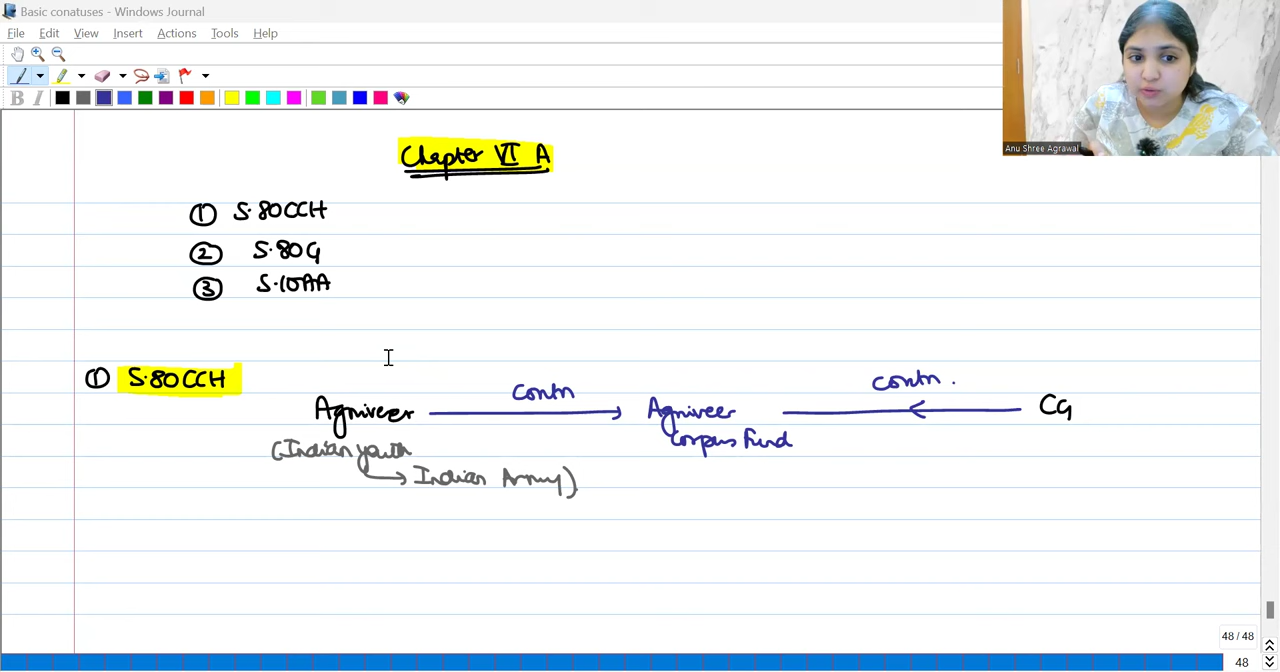 Basic conatuses - Windows Journal
File Edit View Insert Actions Tools Help
B I
Chapter VI A
① S.80CCH
② S.80G
③ S.10AA
① S.80CCH
Agniveer Contn Agniveer Corpus Fund contn. CG
(Indian youth
Indian Army)
Anu Shree Agrawal
48 / 48
48